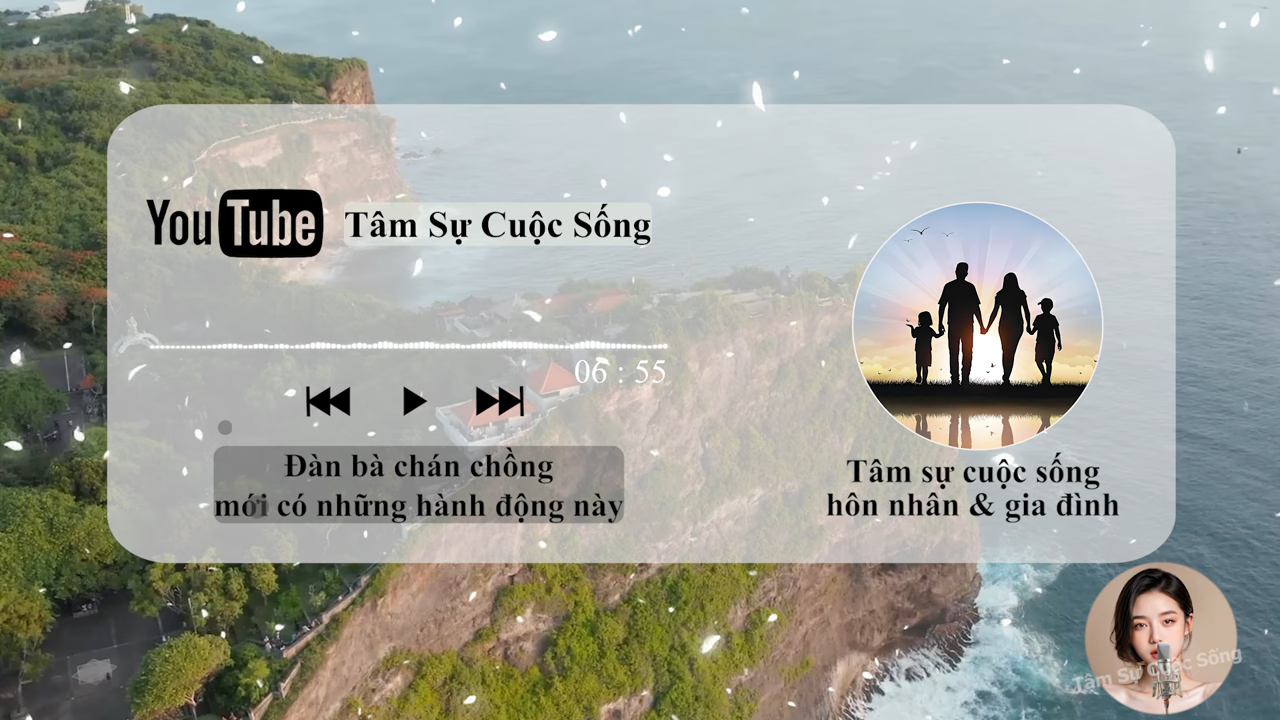 YouTube Tâm Sự Cuộc Sống
06 : 55
Đàn bà chán chồng
mới có những hành động này
Tâm sự cuộc sống
hôn nhân & gia đình
Tâm Sự Cuộc Sống